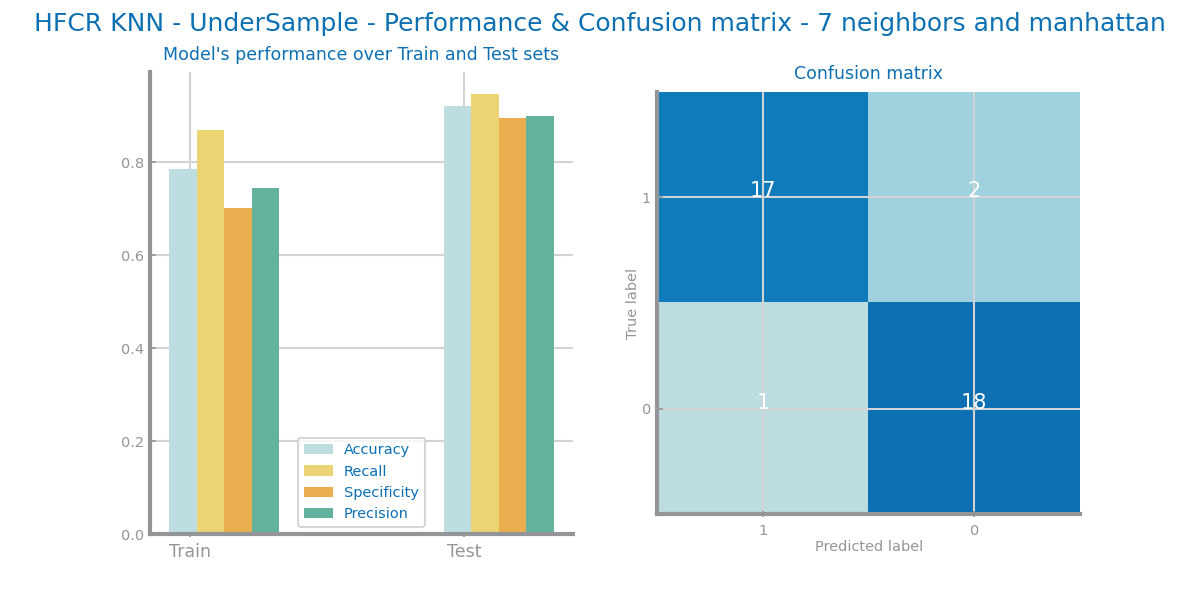 HFCR KNN - UnderSample - Performance & Confusion matrix - 7 neighbors and manhattan
Model's performance over Train and Test sets
0.8
0.6
0.4
0.2
0.0
Train
Test
Accuracy
Recall
Specificity
Precision
Confusion matrix
True label
1
0
17
2
1
18
1
0
Predicted label